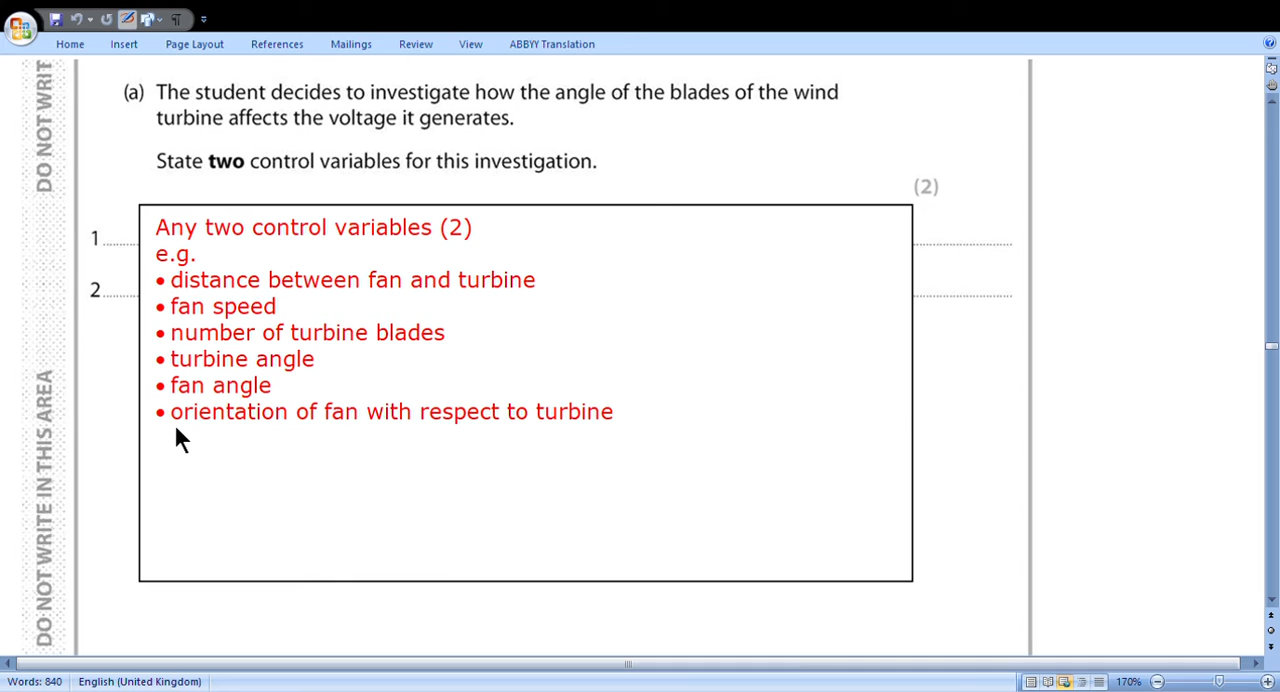 Home Insert Page Layout References Mailings Review View ABBYY Translation
DO NOT WRIT
(a) The student decides to investigate how the angle of the blades of the wind
turbine affects the voltage it generates.
State two control variables for this investigation.
(2)
Any two control variables (2)
1
e.g.
• distance between fan and turbine
2
• fan speed
• number of turbine blades
• turbine angle
• fan angle
• orientation of fan with respect to turbine
DO NOT WRITE IN THIS AREA
Words: 840 English (United Kingdom) 170%